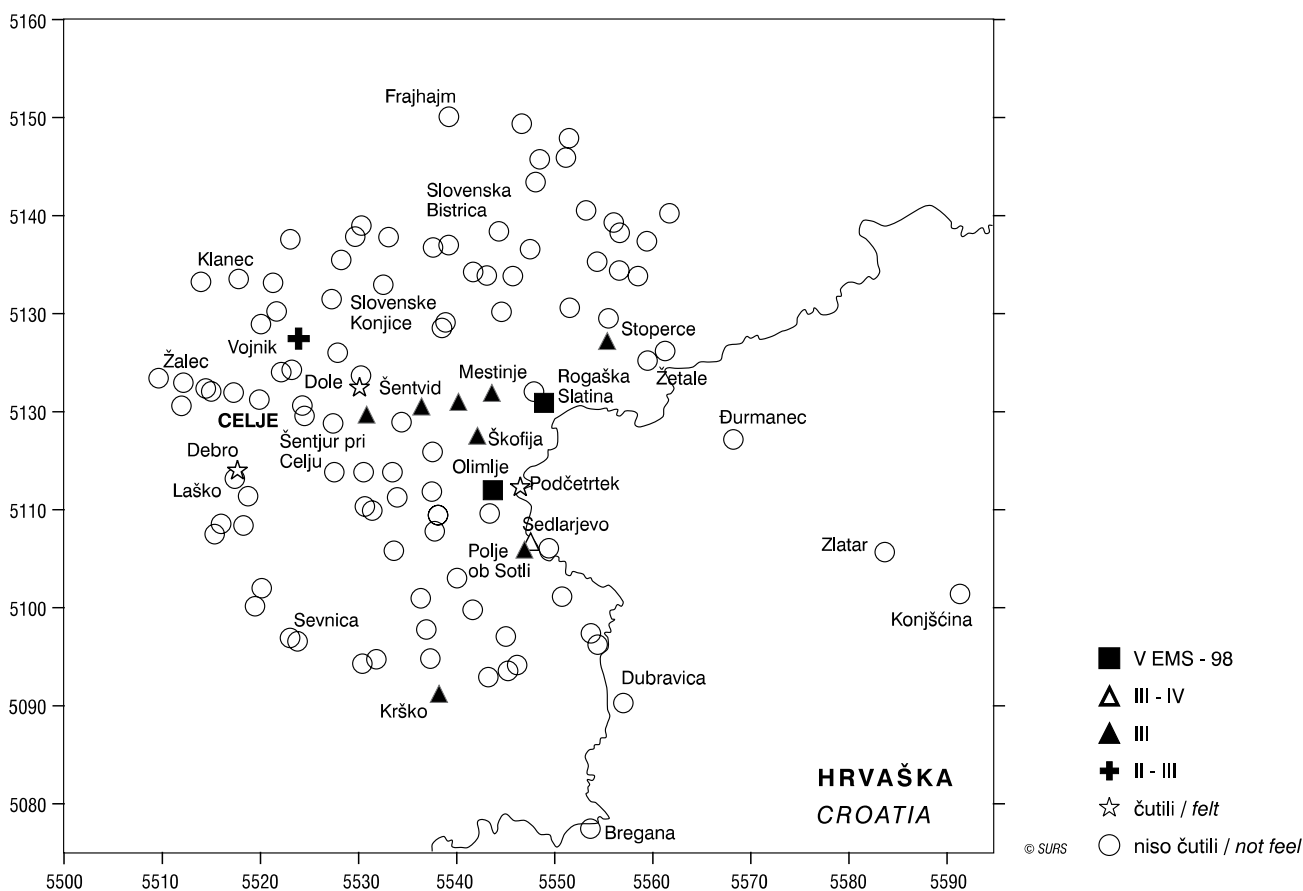 5160
5150
5140
5130
5130
5110
5100
5090
5080
5500
5510
5520
5530
5540
5550
5560
5570
5580
5590
Frajhajm
Slovenska
Bistrica
Klanec
Slovenske
Konjice
Vojnik
Stoperce
Žalec
Dole
Šentvid
Mestinje
Rogaška
Slatina
Žetale
CELJE
Đurmanec
Šentjur pri
Celju
Škofija
Debro
Olimlje
Laško
Podčetrtek
Sedlarjevo
Polje
ob Sotli
Zlatar
Konjšćina
Sevnica
Dubravica
Krško
HRVAŠKA
CROATIA
Bregana
© SURS
V EMS - 98
III - IV
III
II - III
čutili / felt
niso čutili / not feel